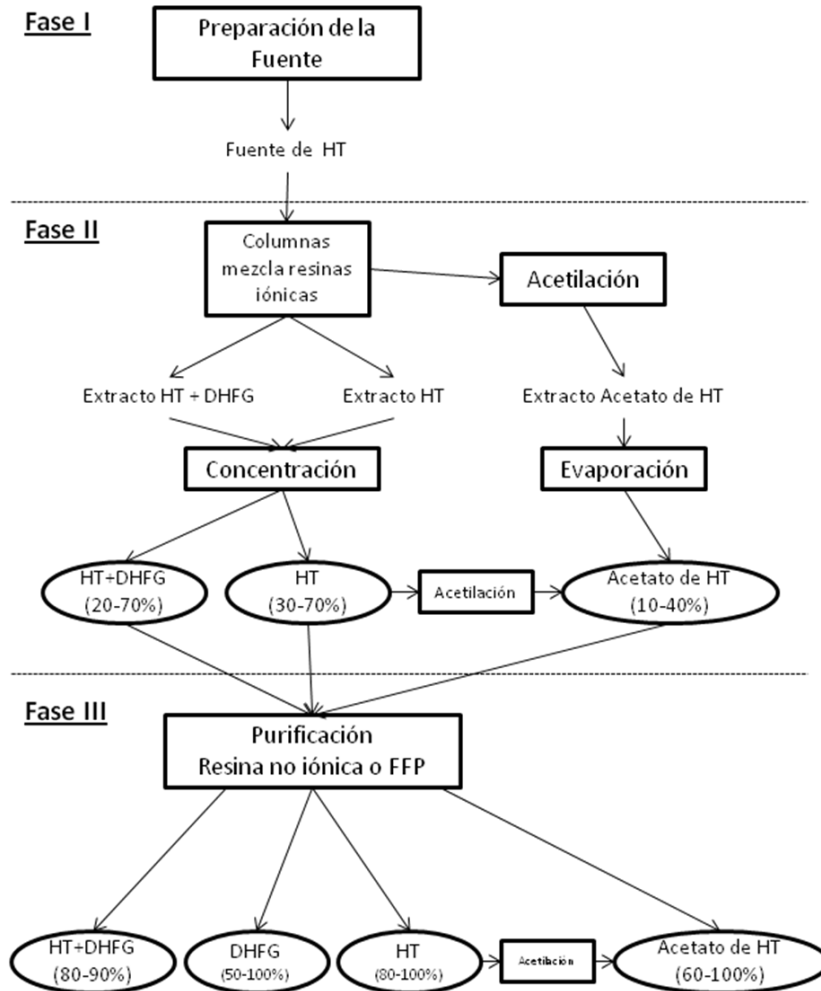 Fase I
Preparación de la
Fuente
Fuente de HT
Fase II
Columnas
mezcla resinas
iónicas
Acetilación
Extracto HT + DHFG
Extracto HT
Extracto Acetato de HT
Concentración
Evaporación
HT+DHFG
(20-70%)
HT
(30-70%)
Acetilación
Acetato de HT
(10-40%)
Fase III
Purificación
Resina no iónica o FFP
HT+DHFG
(80-90%)
DHFG
(50-100%)
HT
(80-100%)
Acetilación
Acetato de HT
(60-100%)